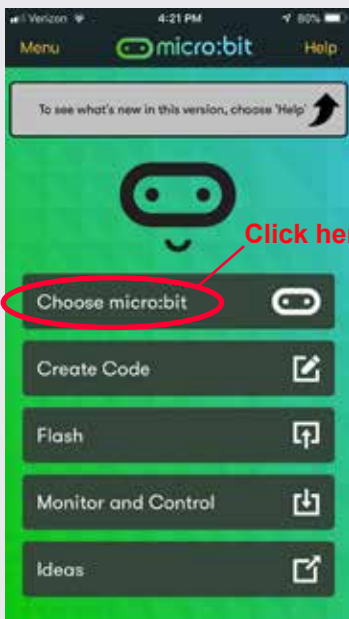 Verizon 4:21 PM 80%
Menu micro:bit Help
To see what's new in this version, choose 'Help'
Click her
Choose micro:bit
Create Code
Flash
Monitor and Control
Ideas